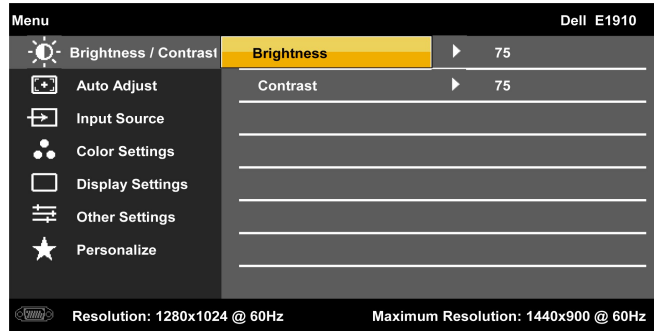 Menu Dell E1910
Brightness / Contrast Brightness 75
Auto Adjust Contrast 75
Input Source
Color Settings
Display Settings
Other Settings
Personalize
Resolution: 1280x1024 @ 60Hz Maximum Resolution: 1440x900 @ 60Hz